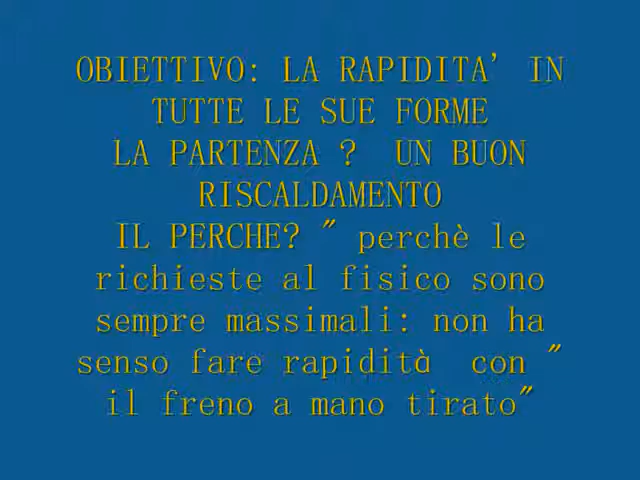 OBIETTIVO: LA RAPIDITA' IN
TUTTE LE SUE FORME
LA PARTENZA ?  UN BUON
RISCALDAMENTO
IL PERCHE? " perchè le
richieste al fisico sono
sempre massimali: non ha
senso fare rapidità  con "
il freno a mano tirato"